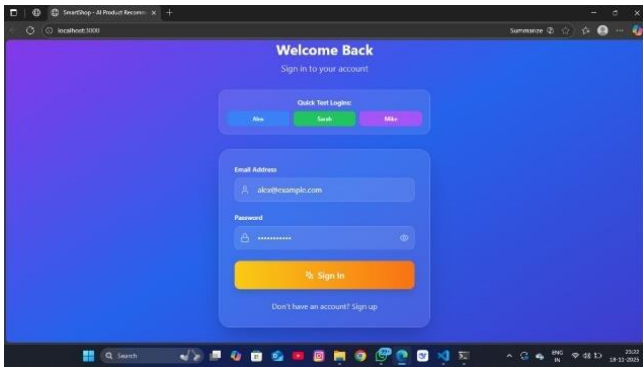 SmartShop - AI Product Recomm
localhost:3000
Summarize
Welcome Back
Sign in to your account
Quick Test Logins:
Alex
Sarah
Mike
Email Address
alex@example.com
Password
•••••••••••
Sign In
Don't have an account? Sign up
Search
ENG
IN
21:22
18-11-2025